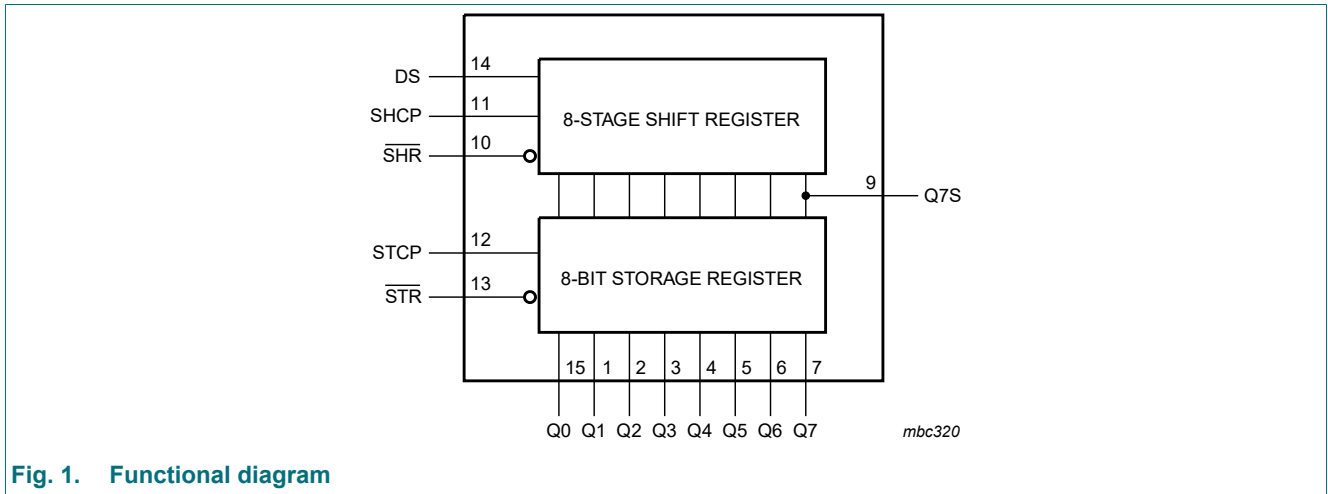 DS 14
SHCP 11
8-STAGE SHIFT REGISTER
SHR 10
9 Q7S
STCP 12
8-BIT STORAGE REGISTER
STR 13
15 1 2 3 4 5 6 7
Q0 Q1 Q2 Q3 Q4 Q5 Q6 Q7
mbc320
Fig. 1. Functional diagram